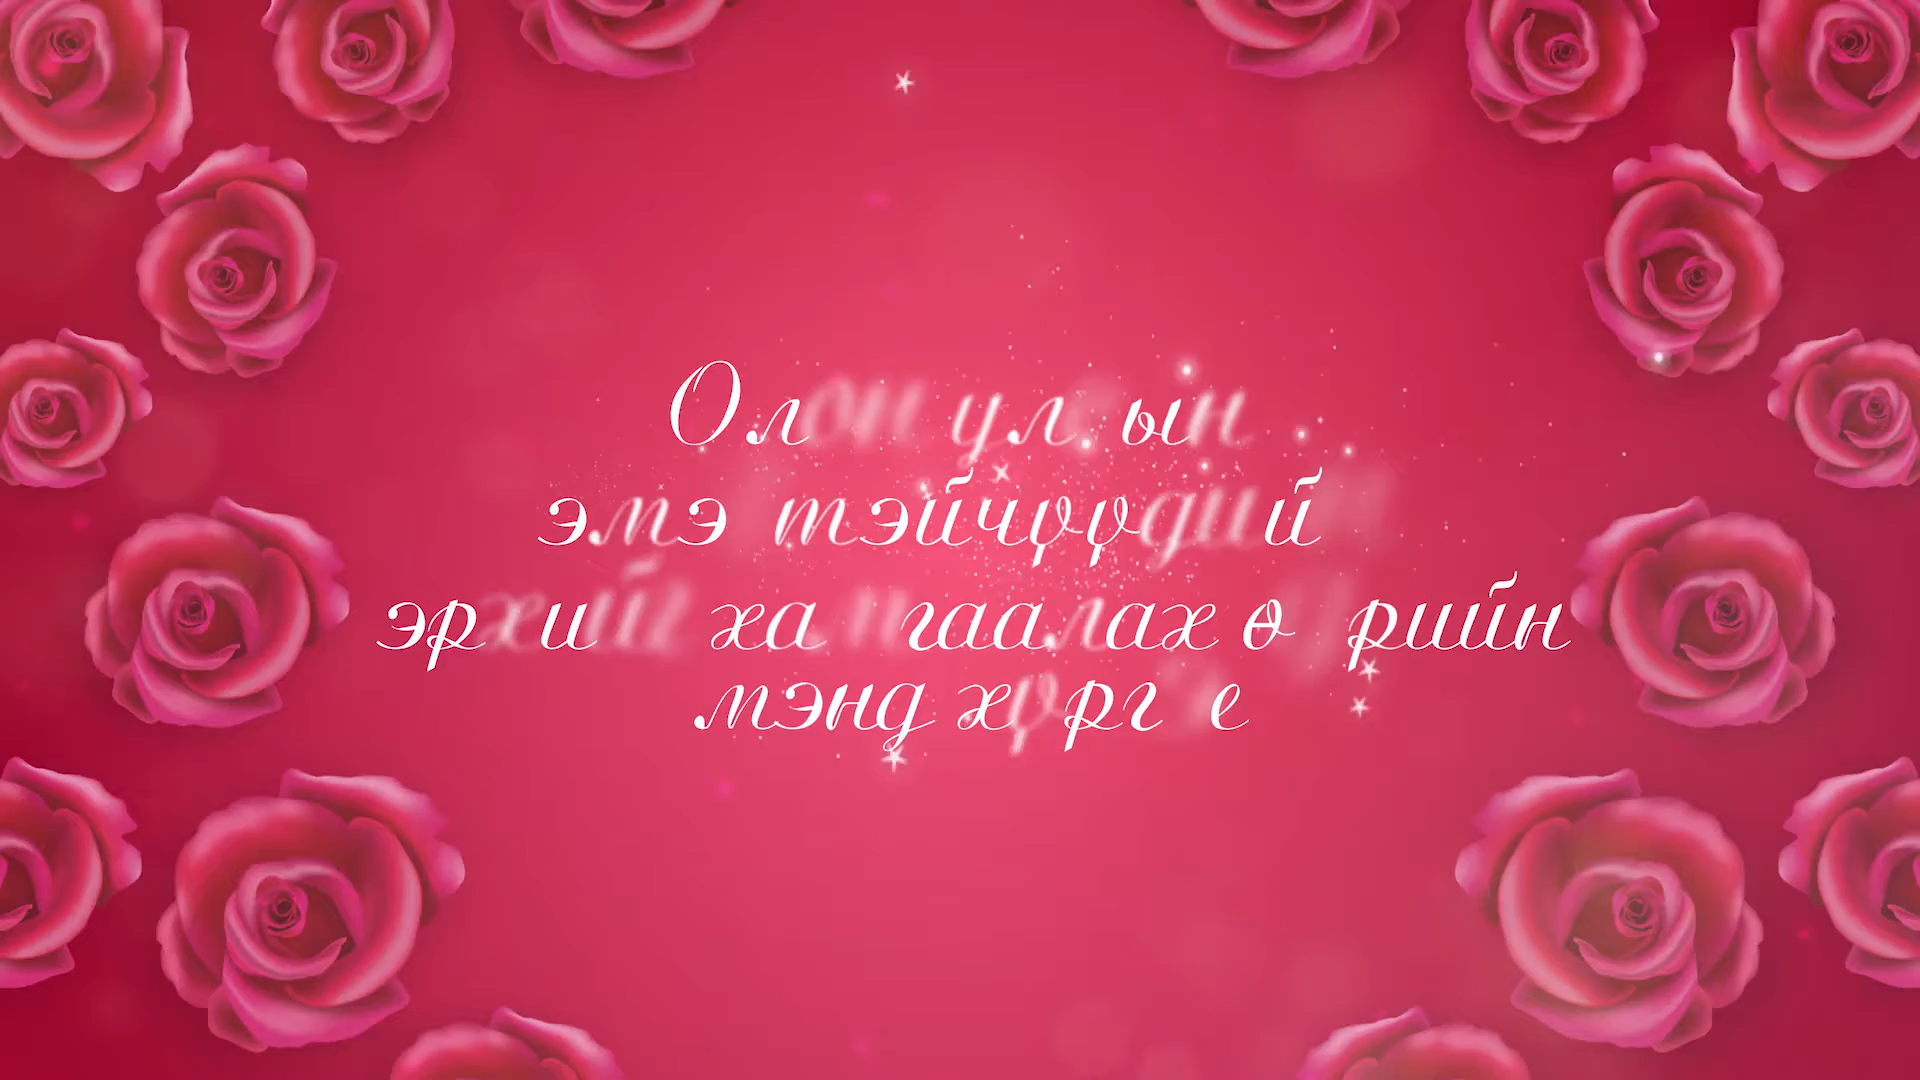 Олон улсын
эмэгтэйчүүдийн
эрхийг хамгаалах өдрийн
мэнд хүргэе